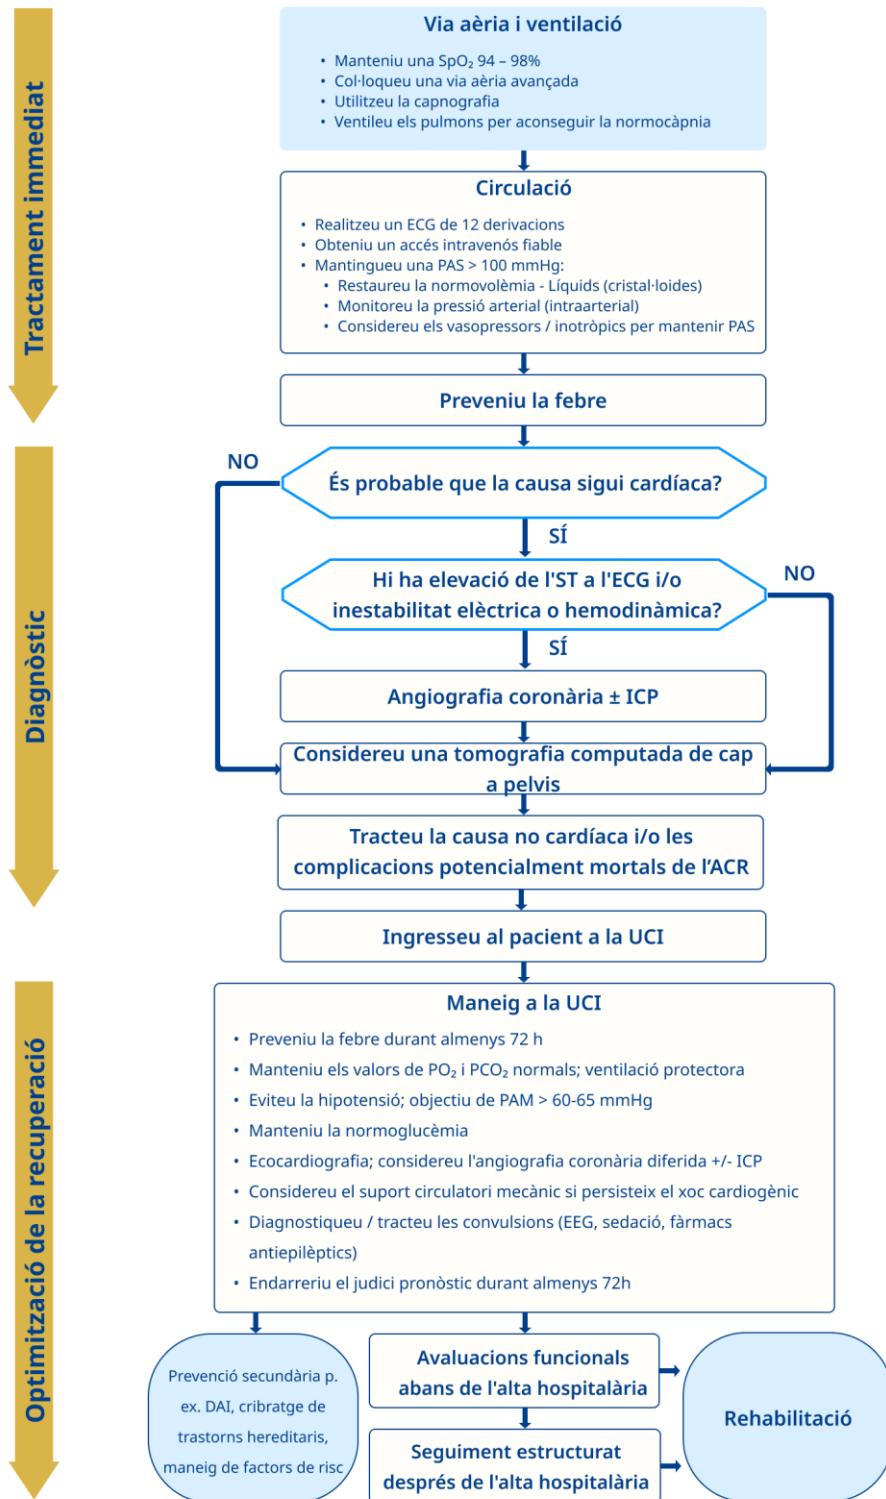 Tractament immediat
Via aèria i ventilació
• Manteniu una SpO₂ 94 – 98%
• Col·loqueu una via aèria avançada
• Utilitzeu la capnografia
• Ventileu els pulmons per aconseguir la normocàpnia
Circulació
• Realitzeu un ECG de 12 derivacions
• Obteniu un accés intravenós fiable
• Mantingueu una PAS > 100 mmHg:
• Restaureu la normovolèmia - Líquids (cristal·loides)
• Monitoreu la pressió arterial (intraarterial)
• Considereu els vasopressors / inotròpics per mantenir PAS
Preveniu la febre
Diagnòstic
NO
És probable que la causa sigui cardíaca?
SÍ
Hi ha elevació de l'ST a l'ECG i/o
inestabilitat elèctrica o hemodinàmica?
NO
SÍ
Angiografia coronària ± ICP
Considereu una tomografia computada de cap
a pelvis
Tracteu la causa no cardíaca i/o les
complicacions potencialment mortals de l’ACR
Ingresseu al pacient a la UCI
Optimització de la recuperació
Maneig a la UCI
• Preveniu la febre durant almenys 72 h
• Manteniu els valors de PO₂ i PCO₂ normals; ventilació protectora
• Eviteu la hipotensió; objectiu de PAM > 60-65 mmHg
• Manteniu la normoglucèmia
• Ecocardiografia; considereu l'angiografia coronària diferida +/- ICP
• Considereu el suport circulatori mecànic si persisteix el xoc cardiogènic
• Diagnostiqueu / tracteu les convulsions (EEG, sedació, fàrmacs
antiepilèptics)
• Endarreriu el judici pronòstic durant almenys 72h
Prevenció secundària p.
ex. DAI, cribratge de
trastorns hereditaris,
maneig de factors de risc
Avaluacions funcionals
abans de l'alta hospitalària
Seguiment estructurat
després de l'alta hospitalària
Rehabilitació